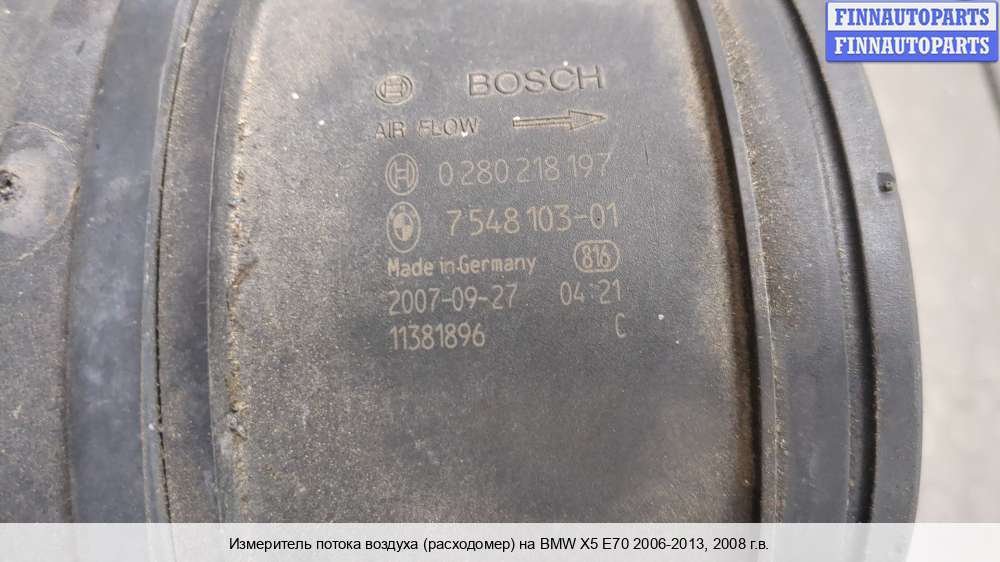 FINNAUTOPARTS
FINNAUTOPARTS
BOSCH
AIR FLOW
0 280 218 197
7 548 103-01
Made in Germany 816
2007-09-27 04:21
11381896 C
Измеритель потока воздуха (расходомер) на BMW X5 E70 2006-2013, 2008 г.в.